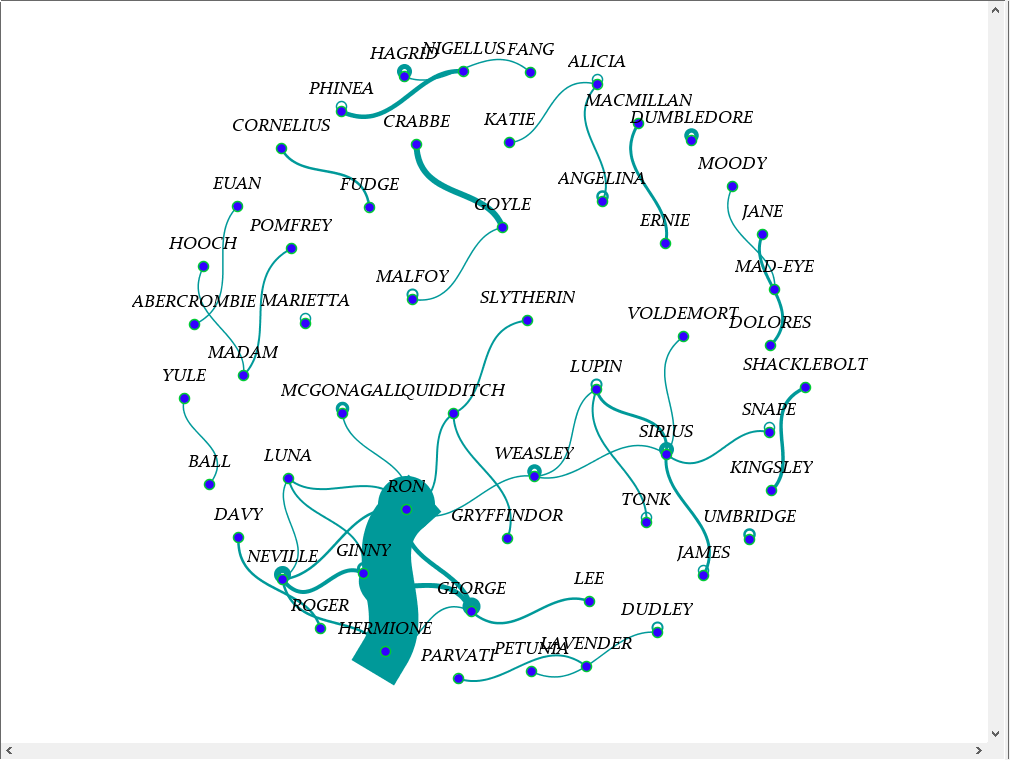 HAGRID
NIGELLUS
FANG
ALICIA
PHINEA
MACMILLAN
CORNELIUS
CRABBE
KATIE
DUMBLEDORE
MOODY
EUAN
FUDGE
ANGELINA
GOYLE
JANE
POMFREY
ERNIE
HOOCH
MALFOY
MAD-EYE
ABERCROMBIE
MARIETTA
SLYTHERIN
VOLDEMORT
DOLORES
MADAM
LUPIN
SHACKLEBOLT
YULE
MCGONAGALL
QUIDDITCH
SNAPE
SIRIUS
BALL
LUNA
WEASLEY
KINGSLEY
RON
TONK
DAVY
GRYFFINDOR
UMBRIDGE
NEVILLE
GINNY
JAMES
GEORGE
LEE
ROGER
DUDLEY
HERMIONE
PARVATI
PETUNIA
LAVENDER